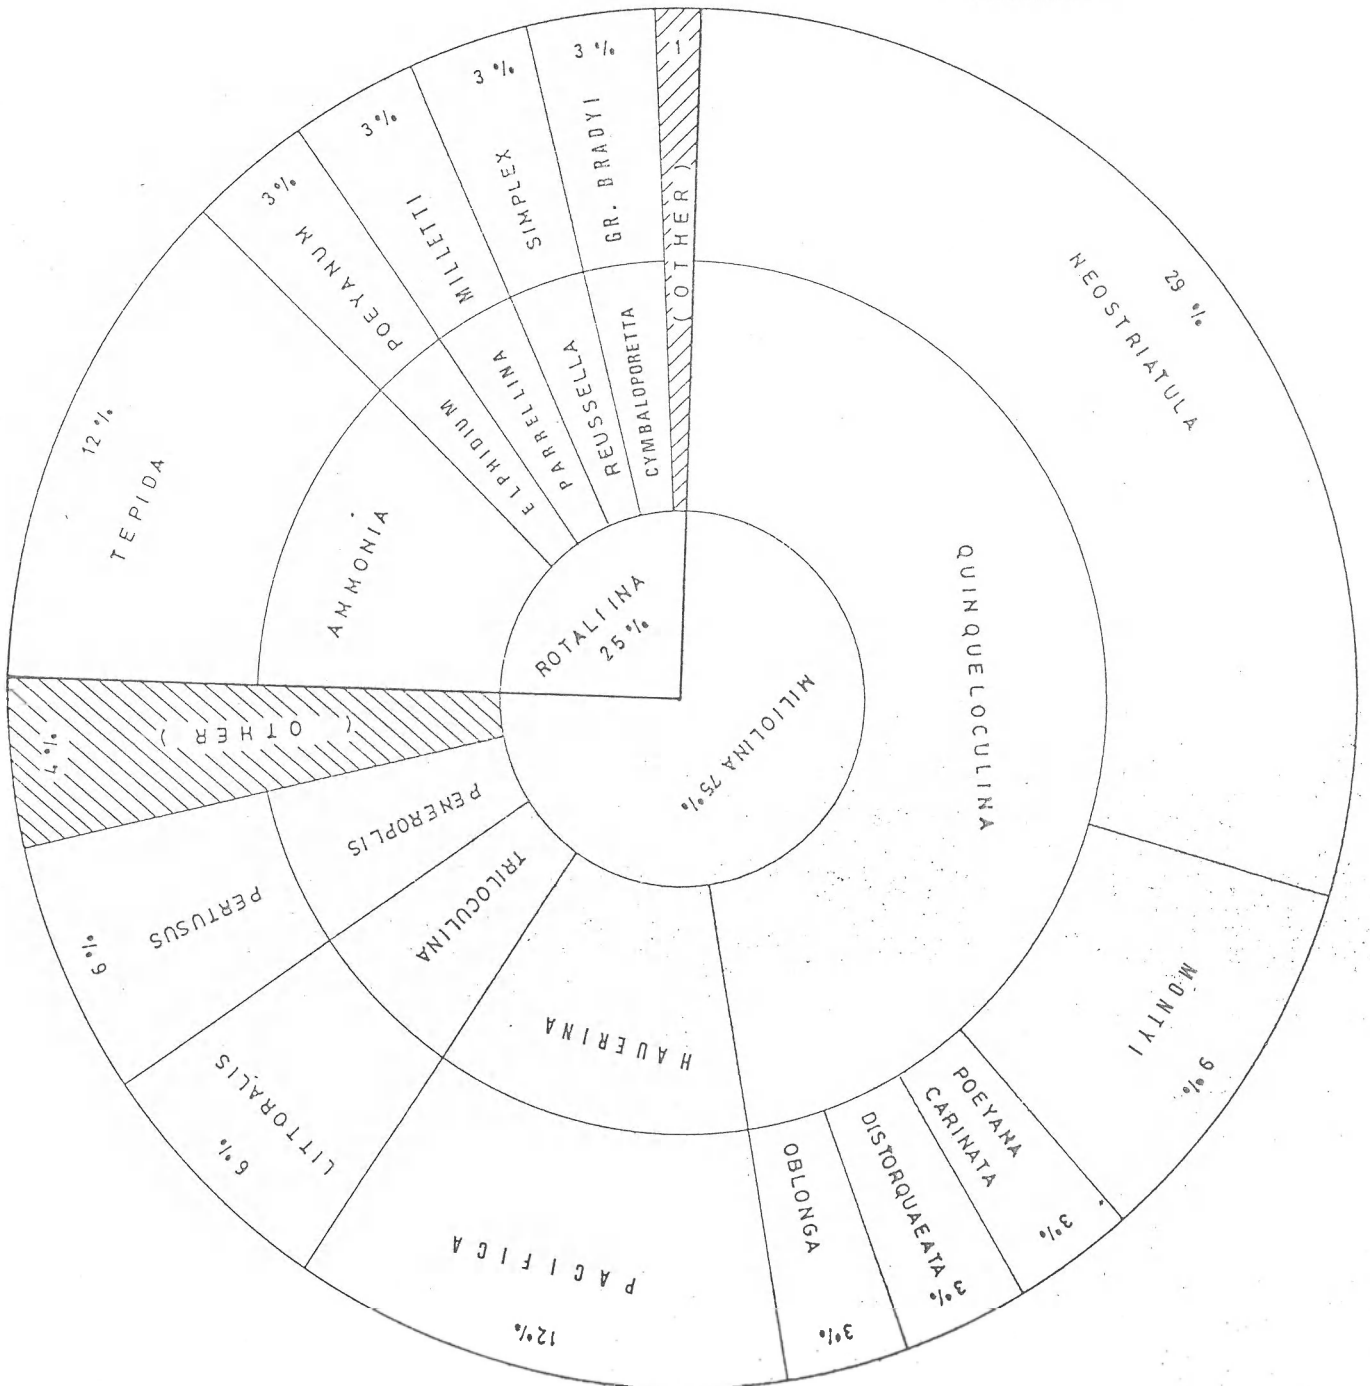 ROTALIINA
25%
MILIOLINA 75%
QUINQUELOCULINA
HAUERINA
TRILOCULINA
PENEROPLIS
AMMONIA
ELPHIDIUM
PARRELLINA
REUSSELLA
CYMBALOPORETTA
( OTHER )
1
29%
NEOSTRIATULA
MONTYI
9%
POEYANA
CARINATA
3%
DISTORQUAEATA 3%
OBLONGA
3%
PACIFICA
12%
LITTORALIS
6%
PERTUSUS
6%
( OTHER )
4%
TEPIDA
12%
POEYANUM
3%
MILLETTI
3%
SIMPLEX
3%
GR. BRADYI
3%